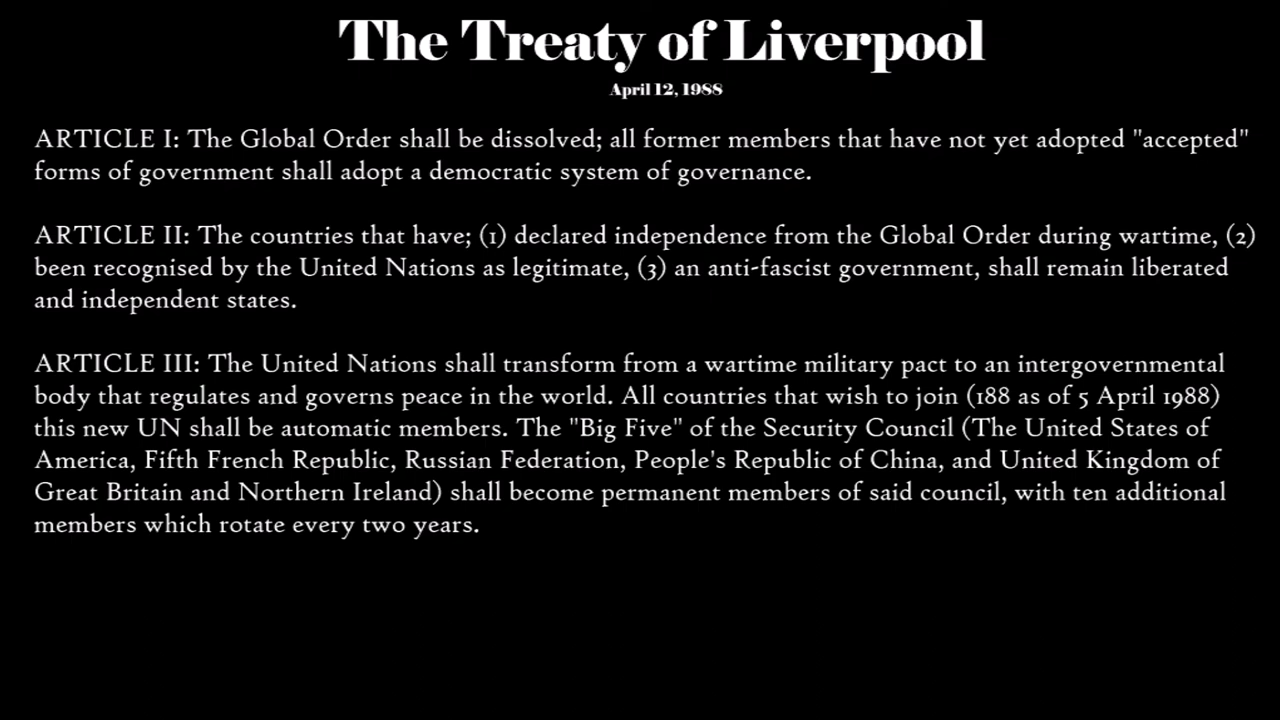 The Treaty of Liverpool
April 12, 1988
ARTICLE I: The Global Order shall be dissolved; all former members that have not yet adopted "accepted"
forms of government shall adopt a democratic system of governance.
ARTICLE II: The countries that have; (1) declared independence from the Global Order during wartime, (2)
been recognised by the United Nations as legitimate, (3) an anti-fascist government, shall remain liberated
and independent states.
ARTICLE III: The United Nations shall transform from a wartime military pact to an intergovernmental
body that regulates and governs peace in the world. All countries that wish to join (188 as of 5 April 1988)
this new UN shall be automatic members. The "Big Five" of the Security Council (The United States of
America, Fifth French Republic, Russian Federation, People's Republic of China, and United Kingdom of
Great Britain and Northern Ireland) shall become permanent members of said council, with ten additional
members which rotate every two years.